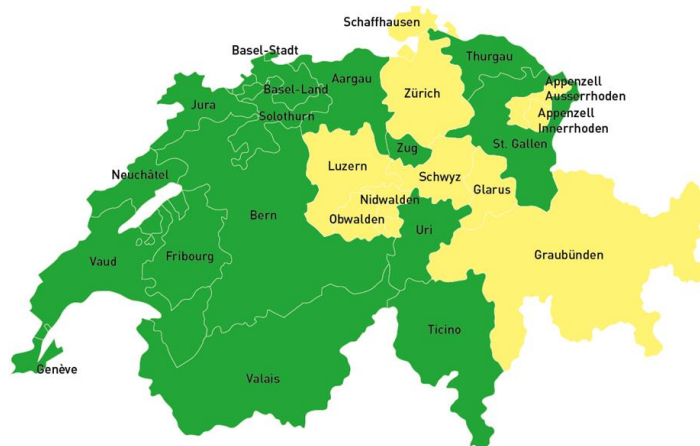 Schaffhausen
Basel-Stadt
Thurgau
Aargau
Appenzell
Ausserrhoden
Basel-Land
Zürich
Jura
Appenzell
Innerrhoden
Solothurn
St. Gallen
Zug
Luzern
Neuchâtel
Schwyz
Glarus
Nidwalden
Bern
Obwalden
Uri
Graubünden
Fribourg
Vaud
Ticino
Genève
Valais